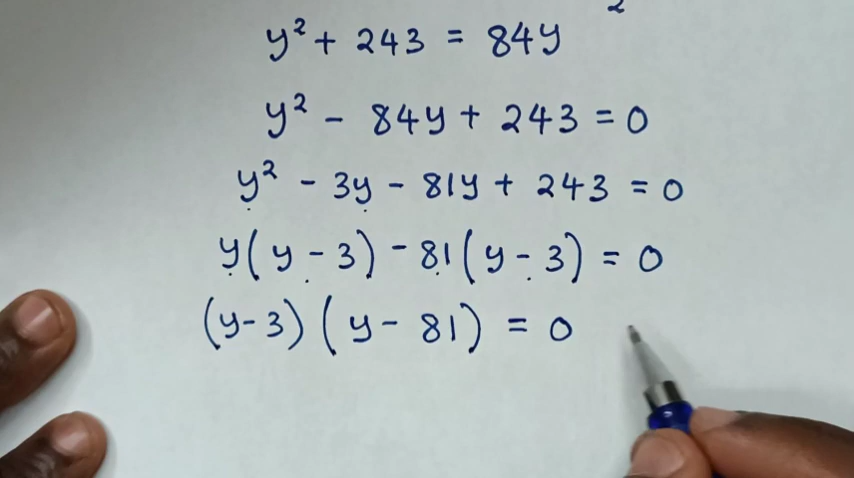 2
y² + 243 = 84y
y² - 84y + 243 = 0
y² - 3y - 81y + 243 = 0
y(y - 3) - 81(y - 3) = 0
(y-3)(y - 81) = 0